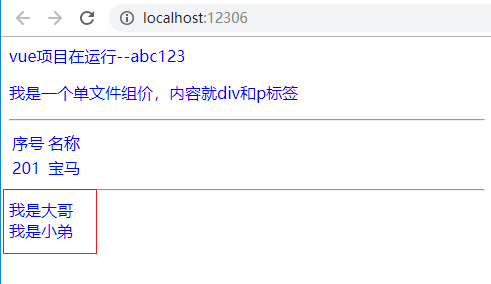 localhost:12306
vue项目在运行--abc123
我是一个单文件组价，内容就div和p标签
序号 名称
201 宝马
我是大哥
我是小弟